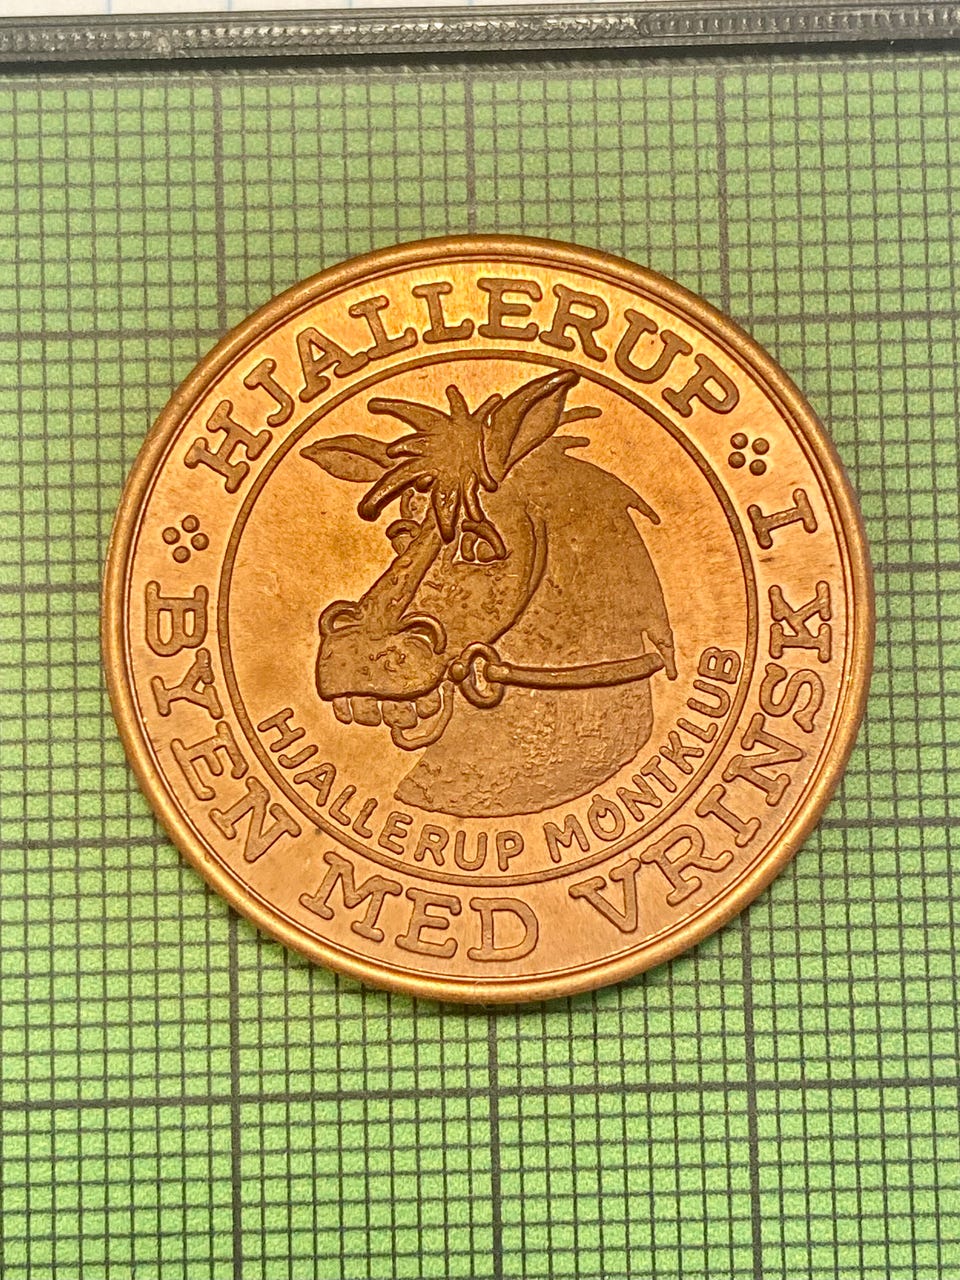 HJALLERUP
BYEN MED VRINSK I
HJALLERUP MØNTKLUB